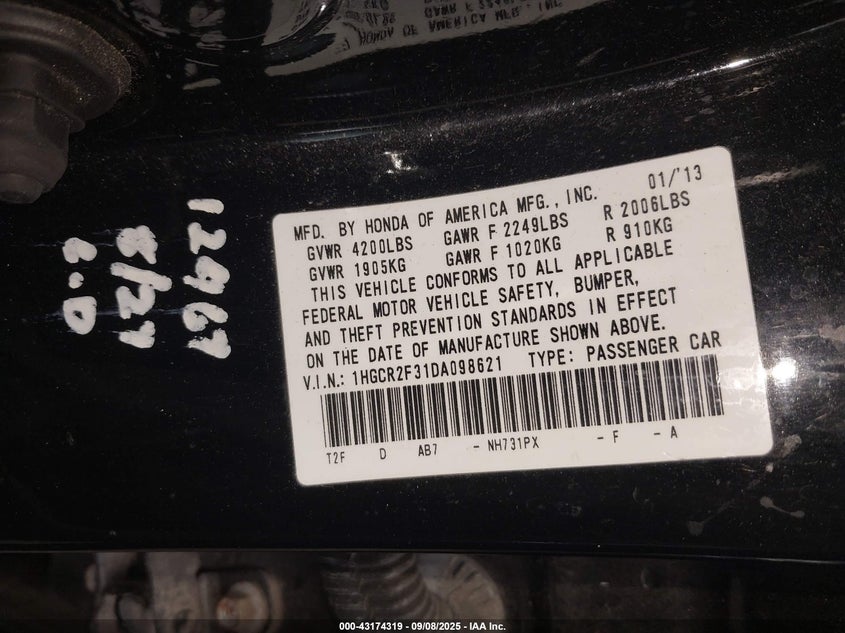 MFD. BY HONDA OF AMERICA MFG., INC. 01/'13
GVWR 4200LBS GAWR F 2249LBS R 2006LBS
GVWR 1905KG GAWR F 1020KG R 910KG
THIS VEHICLE CONFORMS TO ALL APPLICABLE
FEDERAL MOTOR VEHICLE SAFETY, BUMPER,
AND THEFT PREVENTION STANDARDS IN EFFECT
ON THE DATE OF MANUFACTURE SHOWN ABOVE.
V.I.N.: 1HGCR2F31DA098621 TYPE: PASSENGER CAR
T2F D AB7 - NH731PX - F - A
12967
8/27
000-43174319 - 09/08/2025 - IAA Inc.